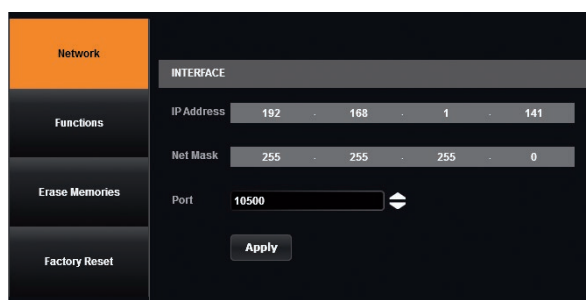 Network
Functions
Erase Memories
Factory Reset
INTERFACE
IP Address 192 . 168 . 1 . 141
Net Mask 255 . 255 . 255 . 0
Port 10500
Apply